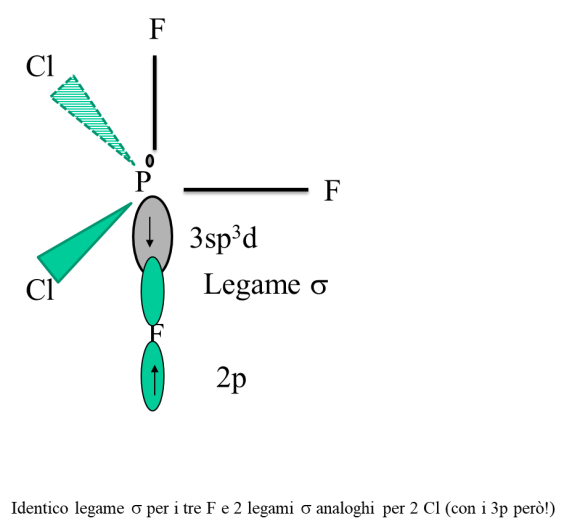 F
Cl
P
F
3sp³d
Cl
Legame σ
F
2p
Identico legame σ per i tre F e 2 legami σ analoghi per 2 Cl (con i 3p però!)